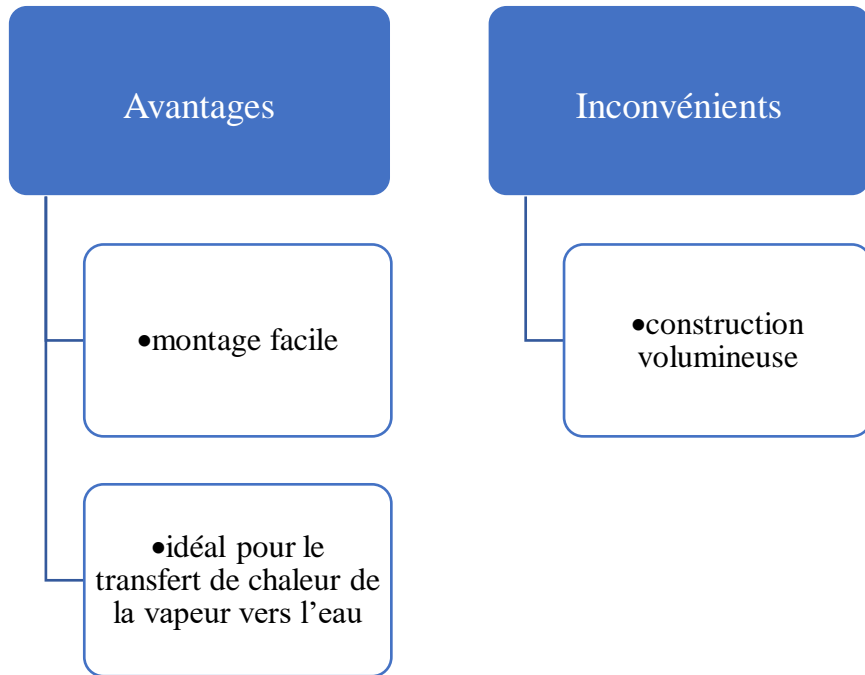 Avantages
•montage facile
•idéal pour le
transfert de chaleur de
la vapeur vers l’eau
Inconvénients
•construction
volumineuse